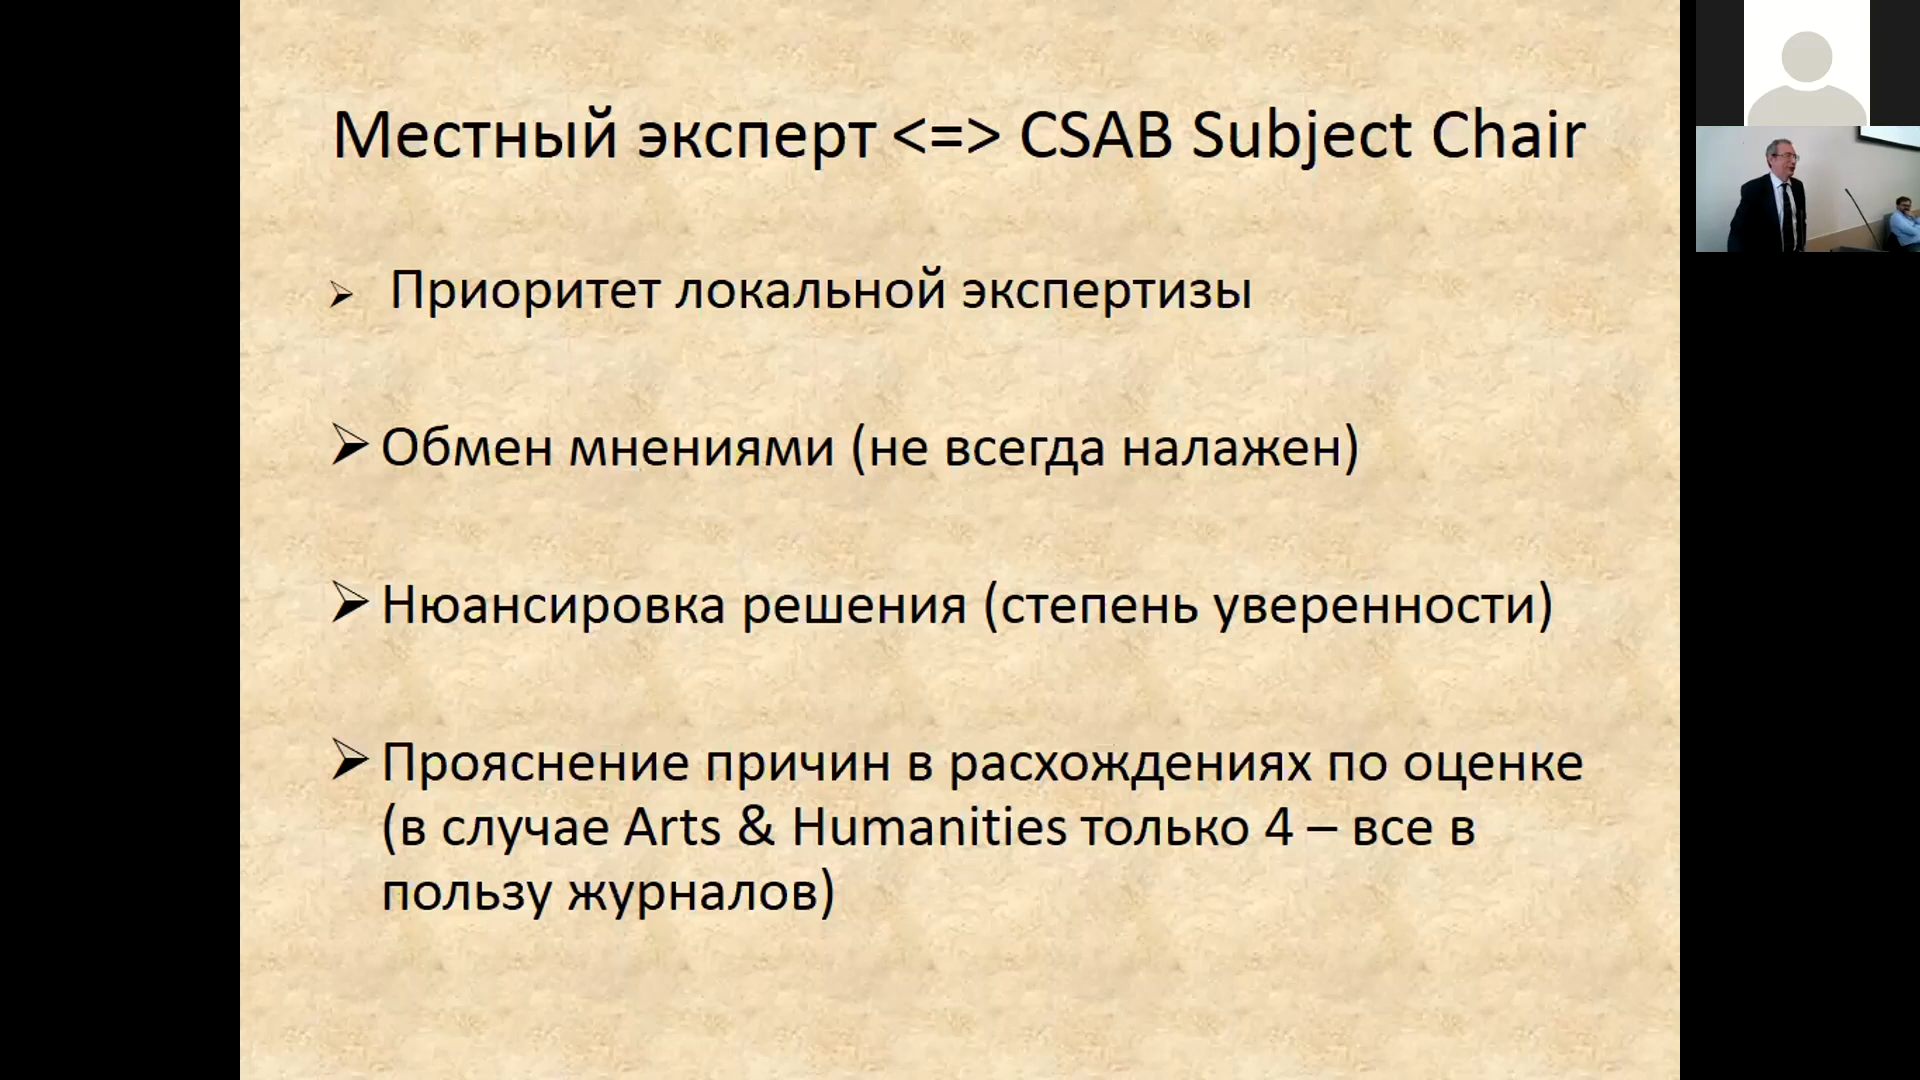 Местный эксперт <=> CSAB Subject Chair
Приоритет локальной экспертизы
Обмен мнениями (не всегда налажен)
Нюансировка решения (степень уверенности)
Прояснение причин в расхождениях по оценке
(в случае Arts & Humanities только 4 – все в
пользу журналов)